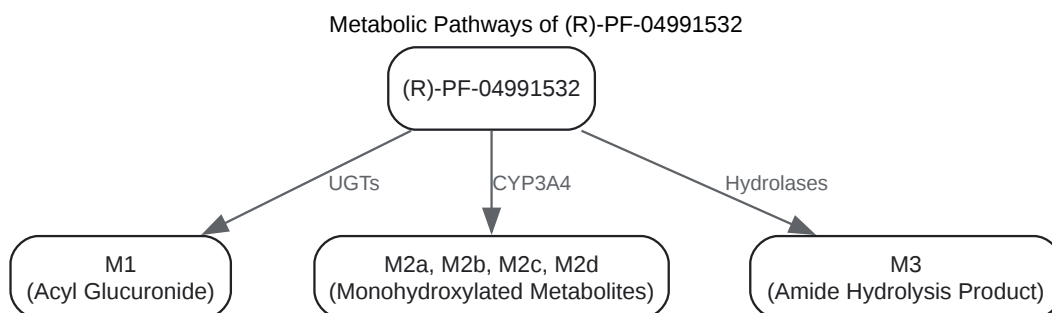 Metabolic Pathways of (R)-PF-04991532
(R)-PF-04991532
UGTs
CYP3A4
Hydrolases
M1
(Acyl Glucuronide)
M2a, M2b, M2c, M2d
(Monohydroxylated Metabolites)
M3
(Amide Hydrolysis Product)